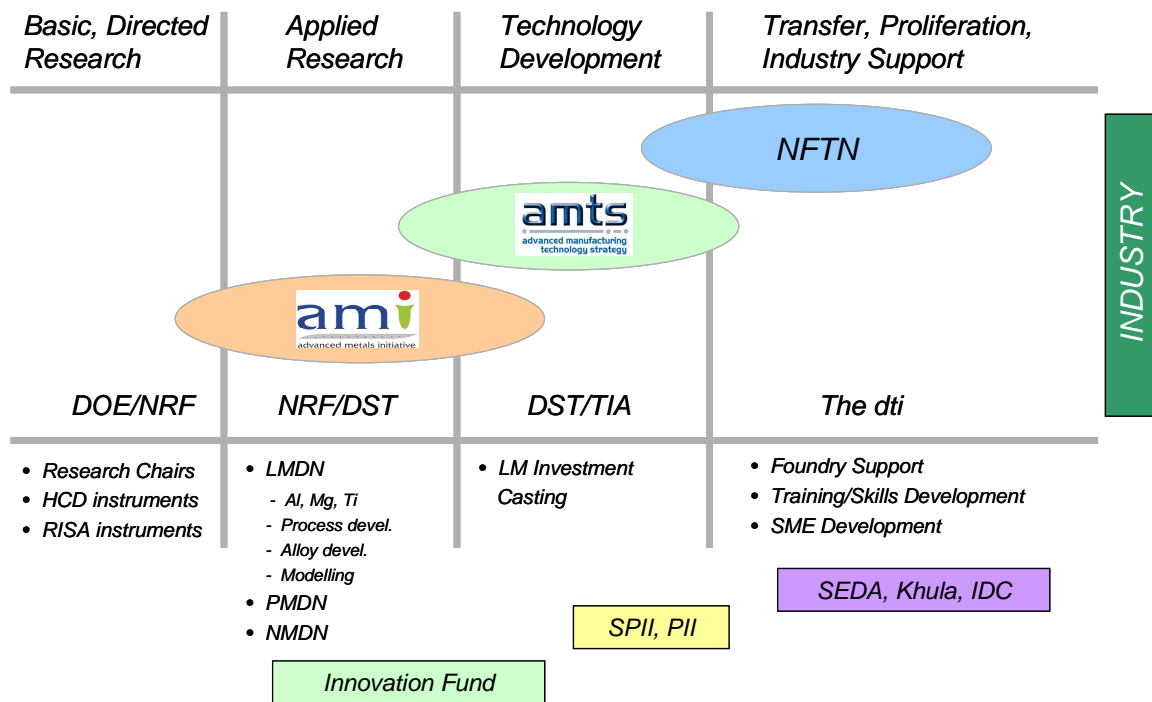 Basic, Directed
Research
Applied
Research
Technology
Development
Transfer, Proliferation,
Industry Support
NFTN
amts
advanced manufacturing
technology strategy
ami
advanced metals initiative
INDUSTRY
DOE/NRF
NRF/DST
DST/TIA
The dti
• Research Chairs
• HCD instruments
• RISA instruments
• LMDN
- Al, Mg, Ti
- Process devel.
- Alloy devel.
- Modelling
• PMDN
• NMDN
• LM Investment
Casting
• Foundry Support
• Training/Skills Development
• SME Development
SEDA, Khula, IDC
SPII, PII
Innovation Fund